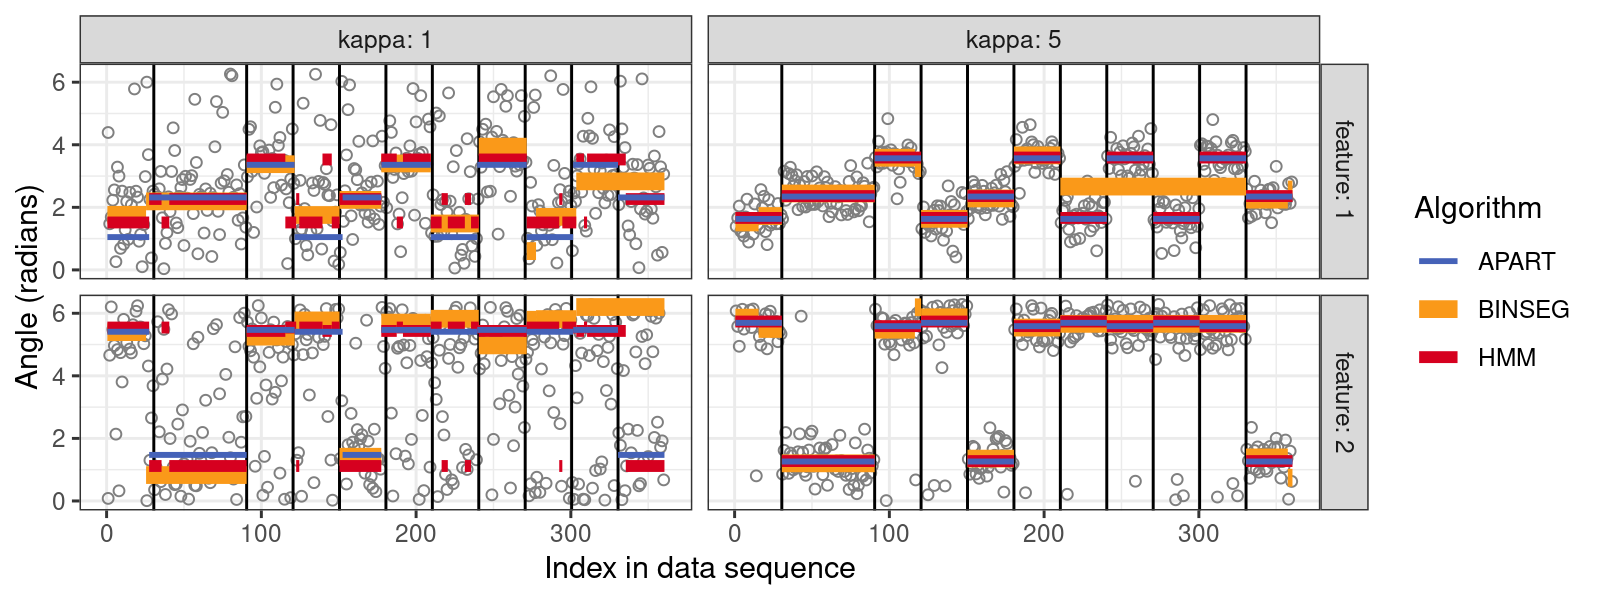 kappa: 1
kappa: 5
Angle (radians)
6
4
2
0
feature: 1
6
4
2
0
feature: 2
0
100
200
300
0
100
200
300
Index in data sequence
Algorithm
APART
BINSEG
HMM